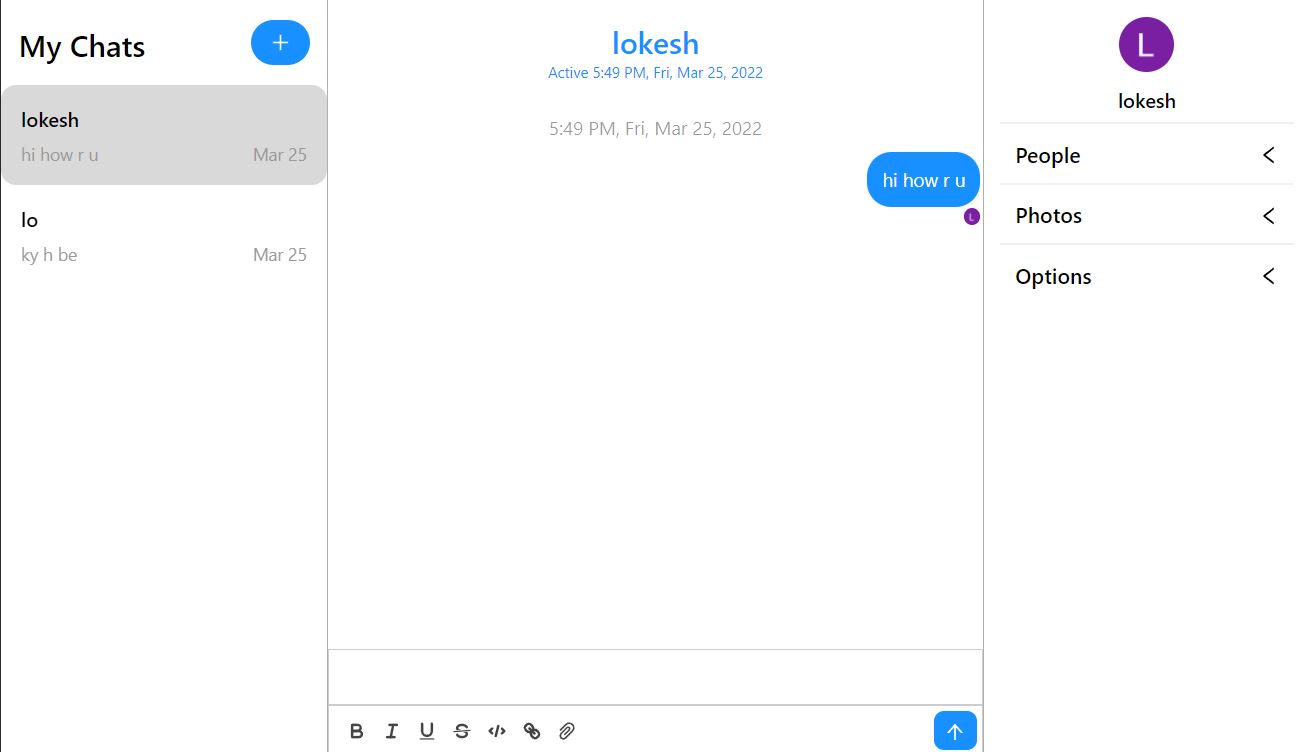 My Chats
lokesh
hi how r u Mar 25
lo
ky h be Mar 25
lokesh
Active 5:49 PM, Fri, Mar 25, 2022
5:49 PM, Fri, Mar 25, 2022
hi how r u
L
B I U S </>
L
lokesh
People
Photos
Options